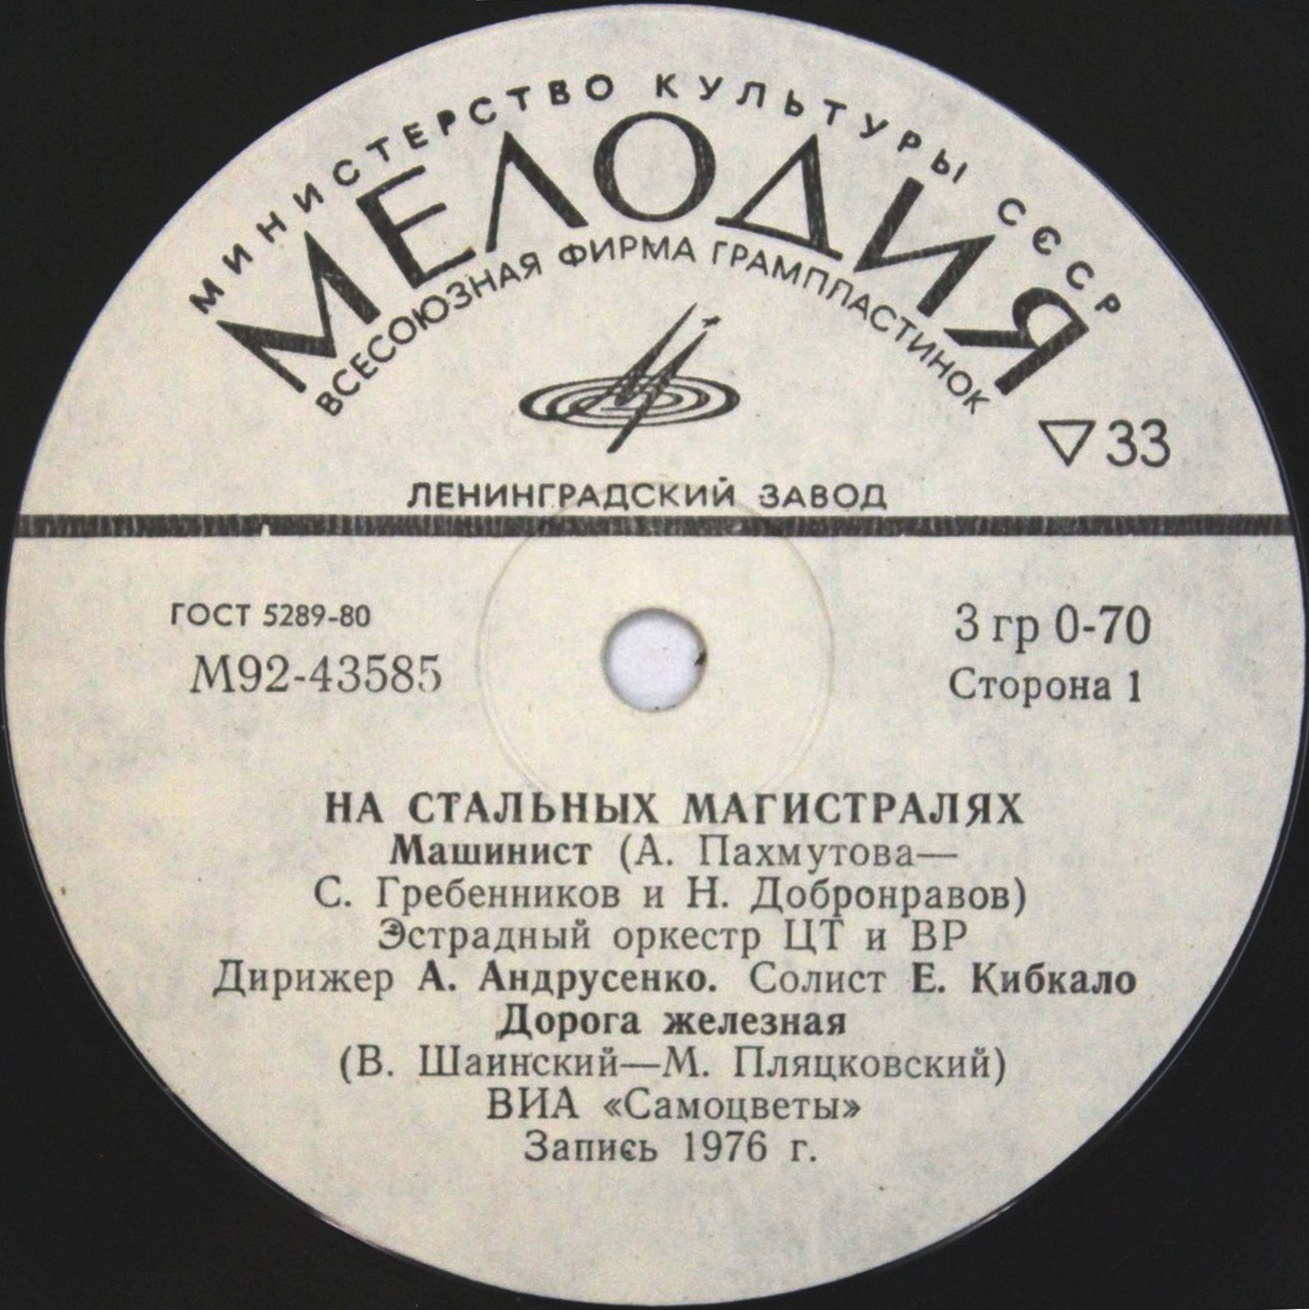 МИНИСТЕРСТВО КУЛЬТУРЫ СССР
МЕЛОДИЯ
ВСЕСОЮЗНАЯ ФИРМА ГРАМПЛАСТИНОК
▽33
ЛЕНИНГРАДСКИЙ ЗАВОД
ГОСТ 5289-80
М92-43585
3 гр 0-70
Сторона 1
НА СТАЛЬНЫХ МАГИСТРАЛЯХ
Машинист (А. Пахмутова—
С. Гребенников и Н. Добронравов)
Эстрадный оркестр ЦТ и ВР
Дирижер А. Андрусенко. Солист Е. Кибкало
Дорога железная
(В. Шаинский—М. Пляцковский)
ВИА «Самоцветы»
Запись 1976 г.